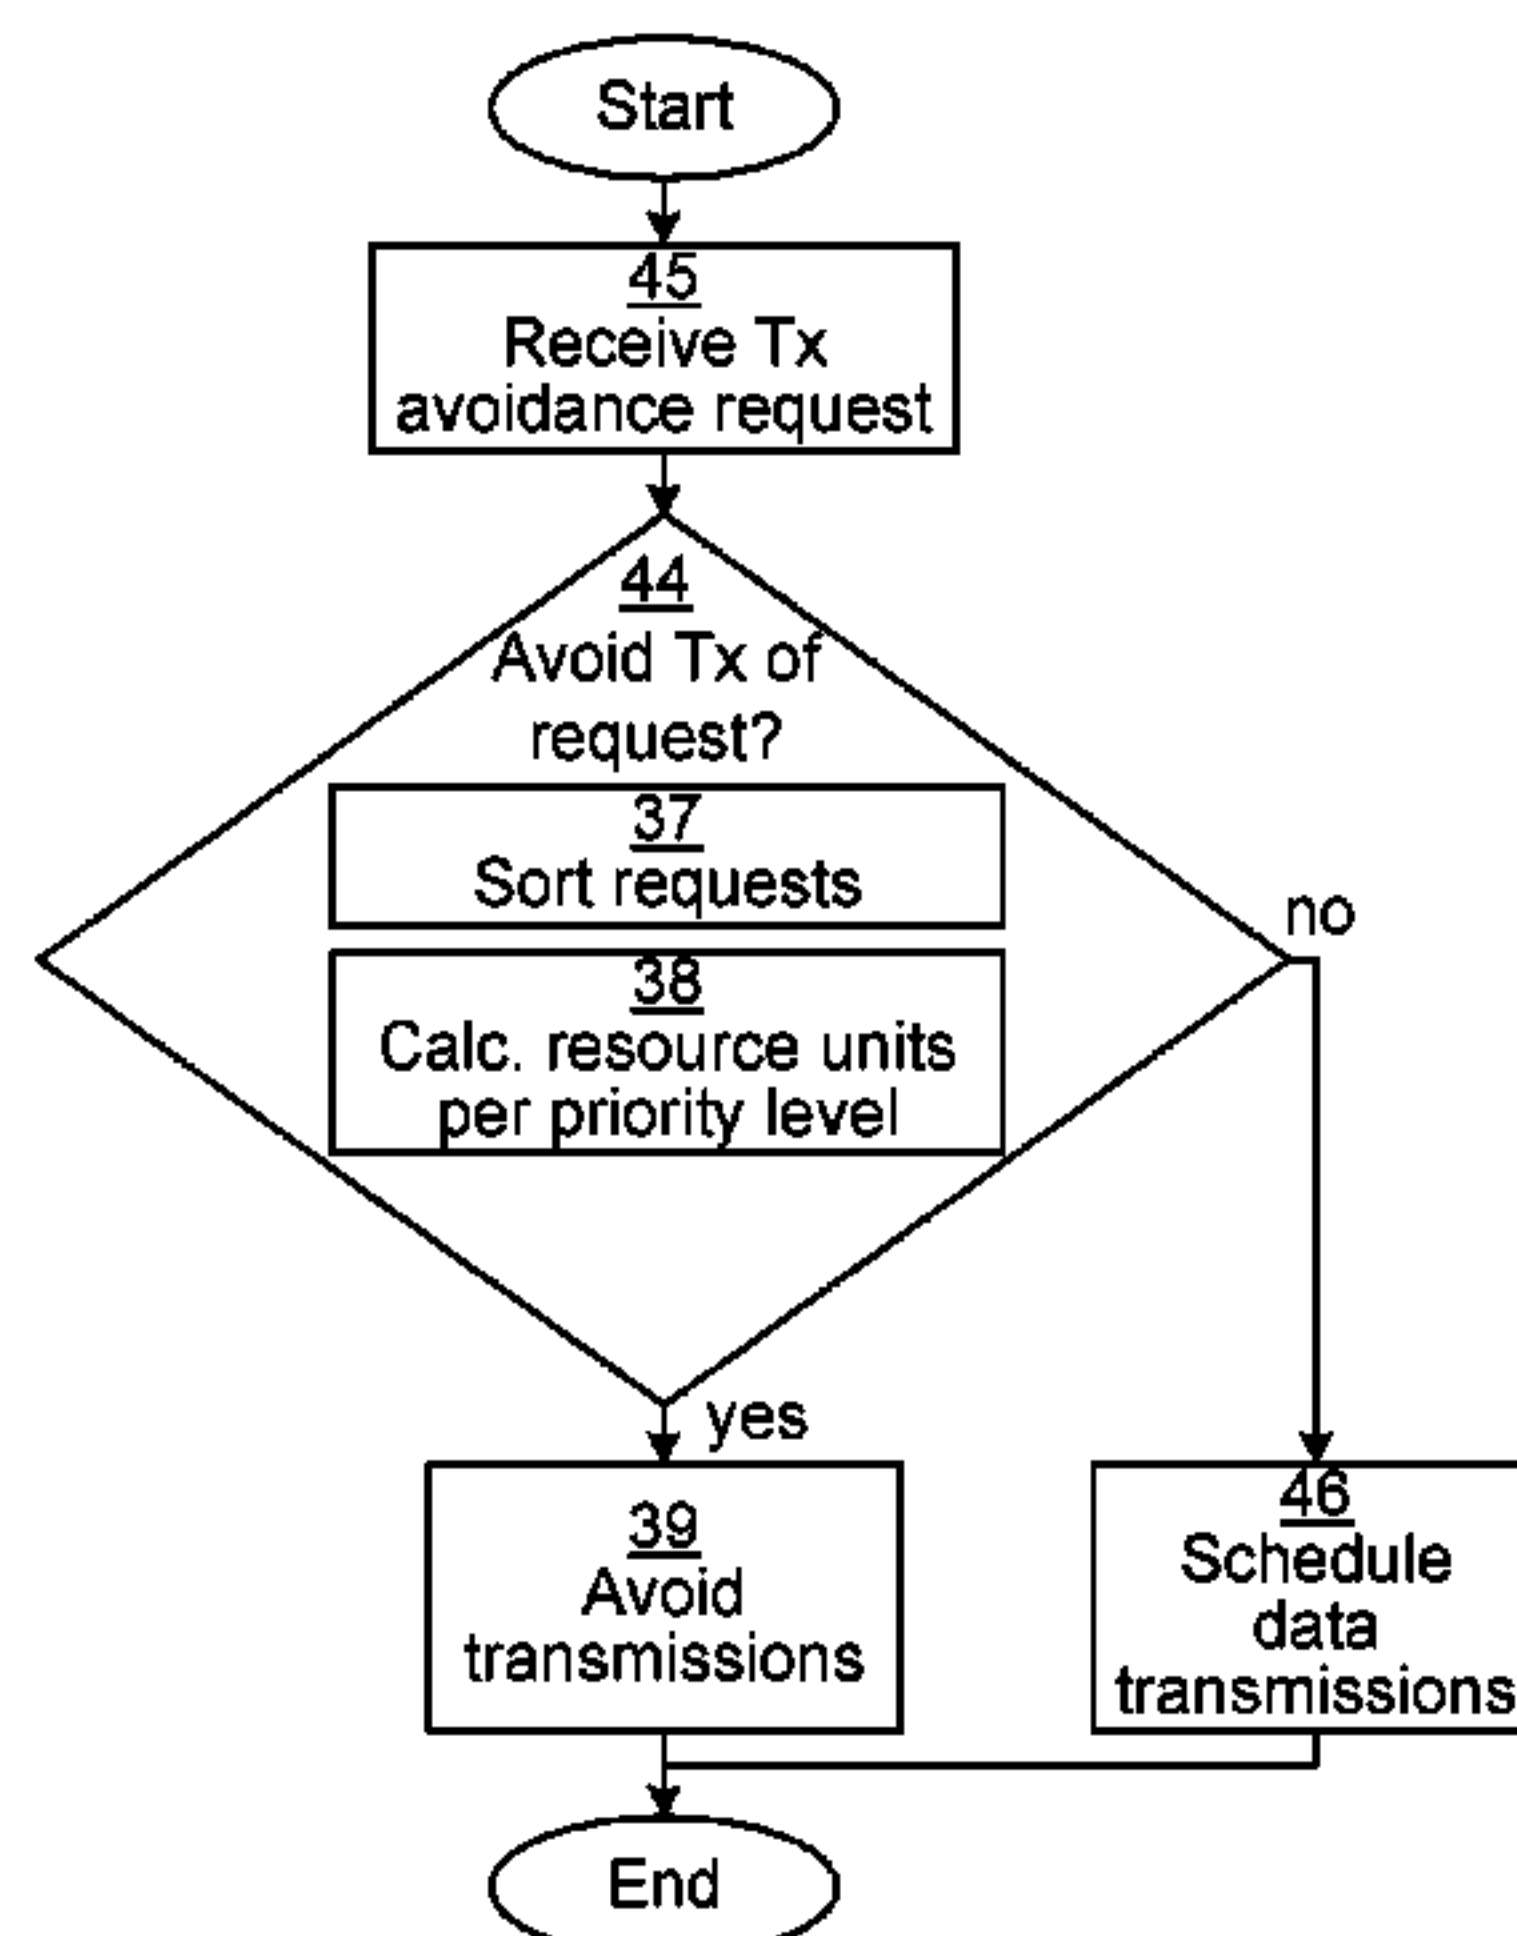 Start
45
Receive Tx
avoidance request
44
Avoid Tx of
request?
37
Sort requests
38
Calc. resource units
per priority level
no
yes
39
Avoid
transmissions
46
Schedule
data
transmissions
End